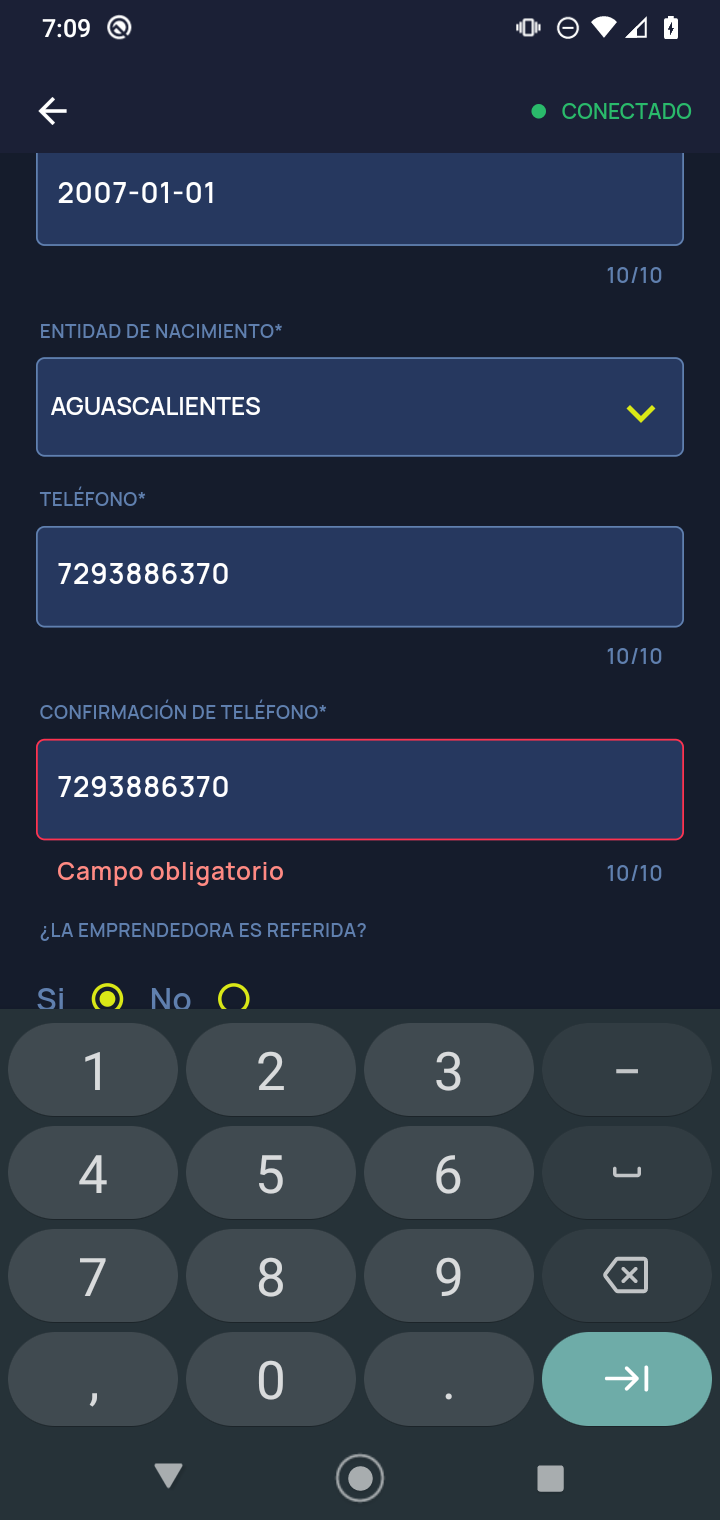 7:09
CONECTADO
2007-01-01
10/10
ENTIDAD DE NACIMIENTO*
AGUASCALIENTES
TELÉFONO*
7293886370
10/10
CONFIRMACIÓN DE TELÉFONO*
7293886370
Campo obligatorio 10/10
¿LA EMPRENDEDORA ES REFERIDA?
Si No
1 2 3 –
4 5 6
7 8 9
, 0 .